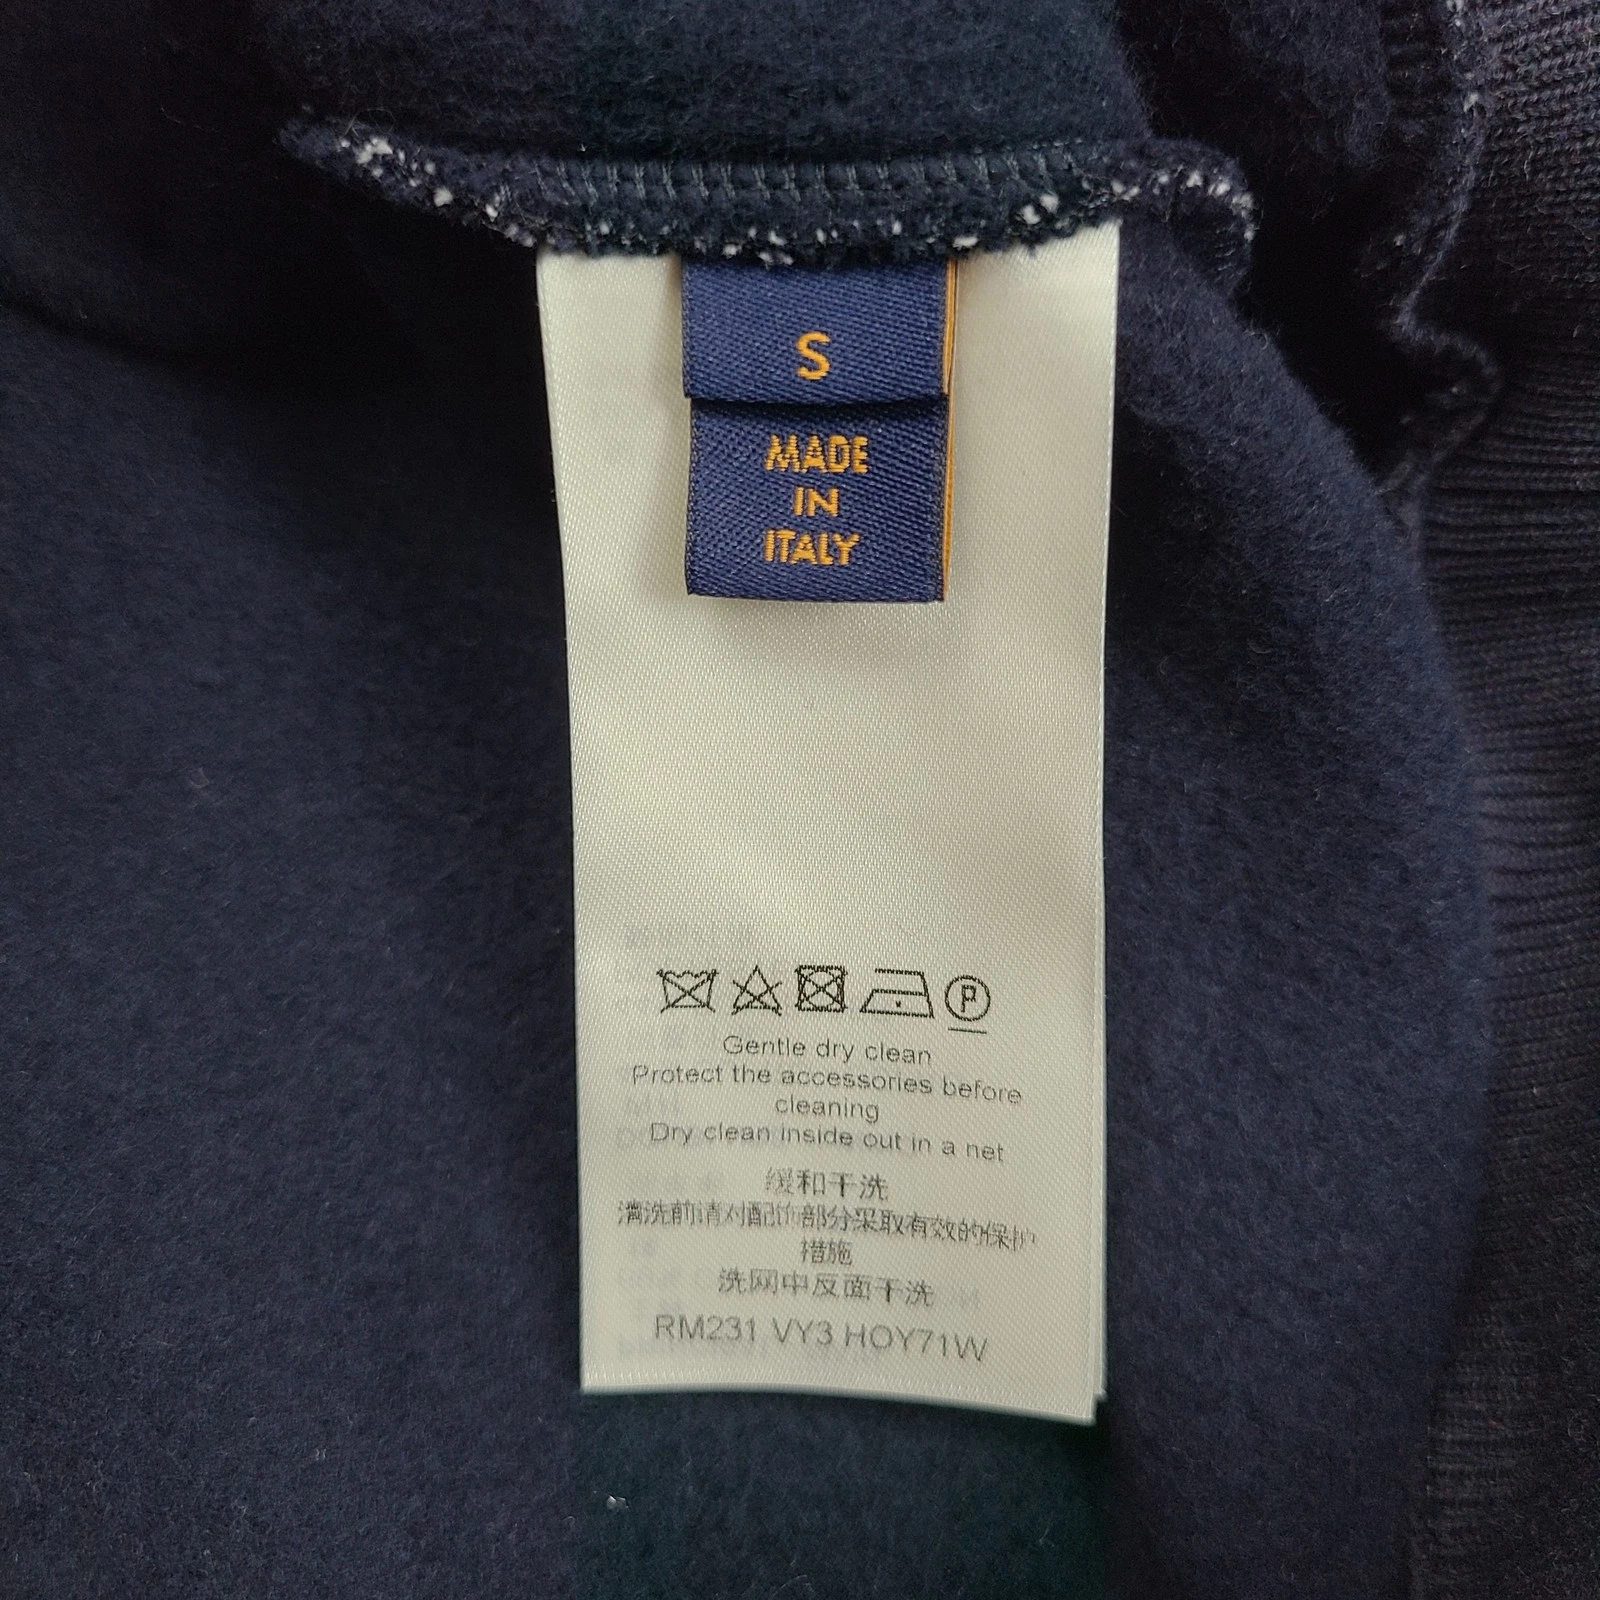 S
MADE
IN
ITALY
P
Gentle dry clean
Protect the accessories before
cleaning
Dry clean inside out in a net
缓和干洗
清洗前请对配饰部分采取有效的保护
措施
洗网中反面干洗
RM231 VY3 HOY71W